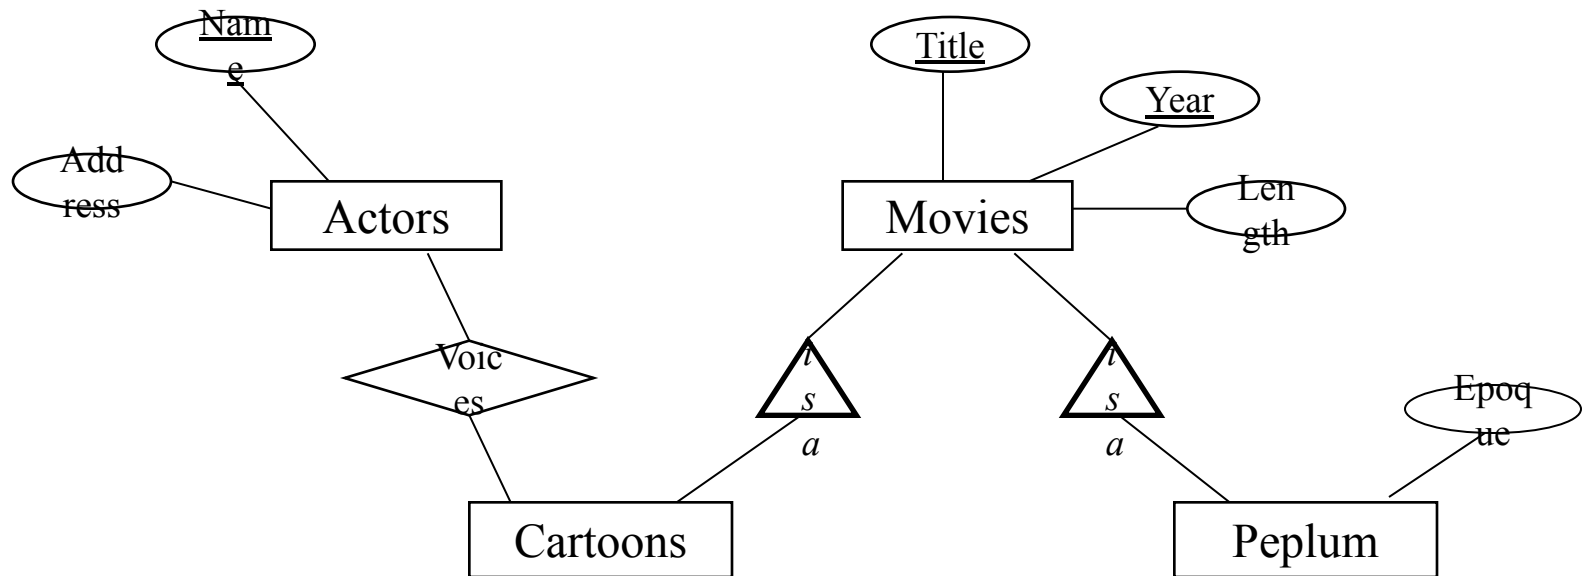 Nam
e
Title
Year
Add
ress
Actors
Movies
Len
gth
Voic
es
i
s
a
i
s
a
Epoq
ue
Cartoons
Peplum